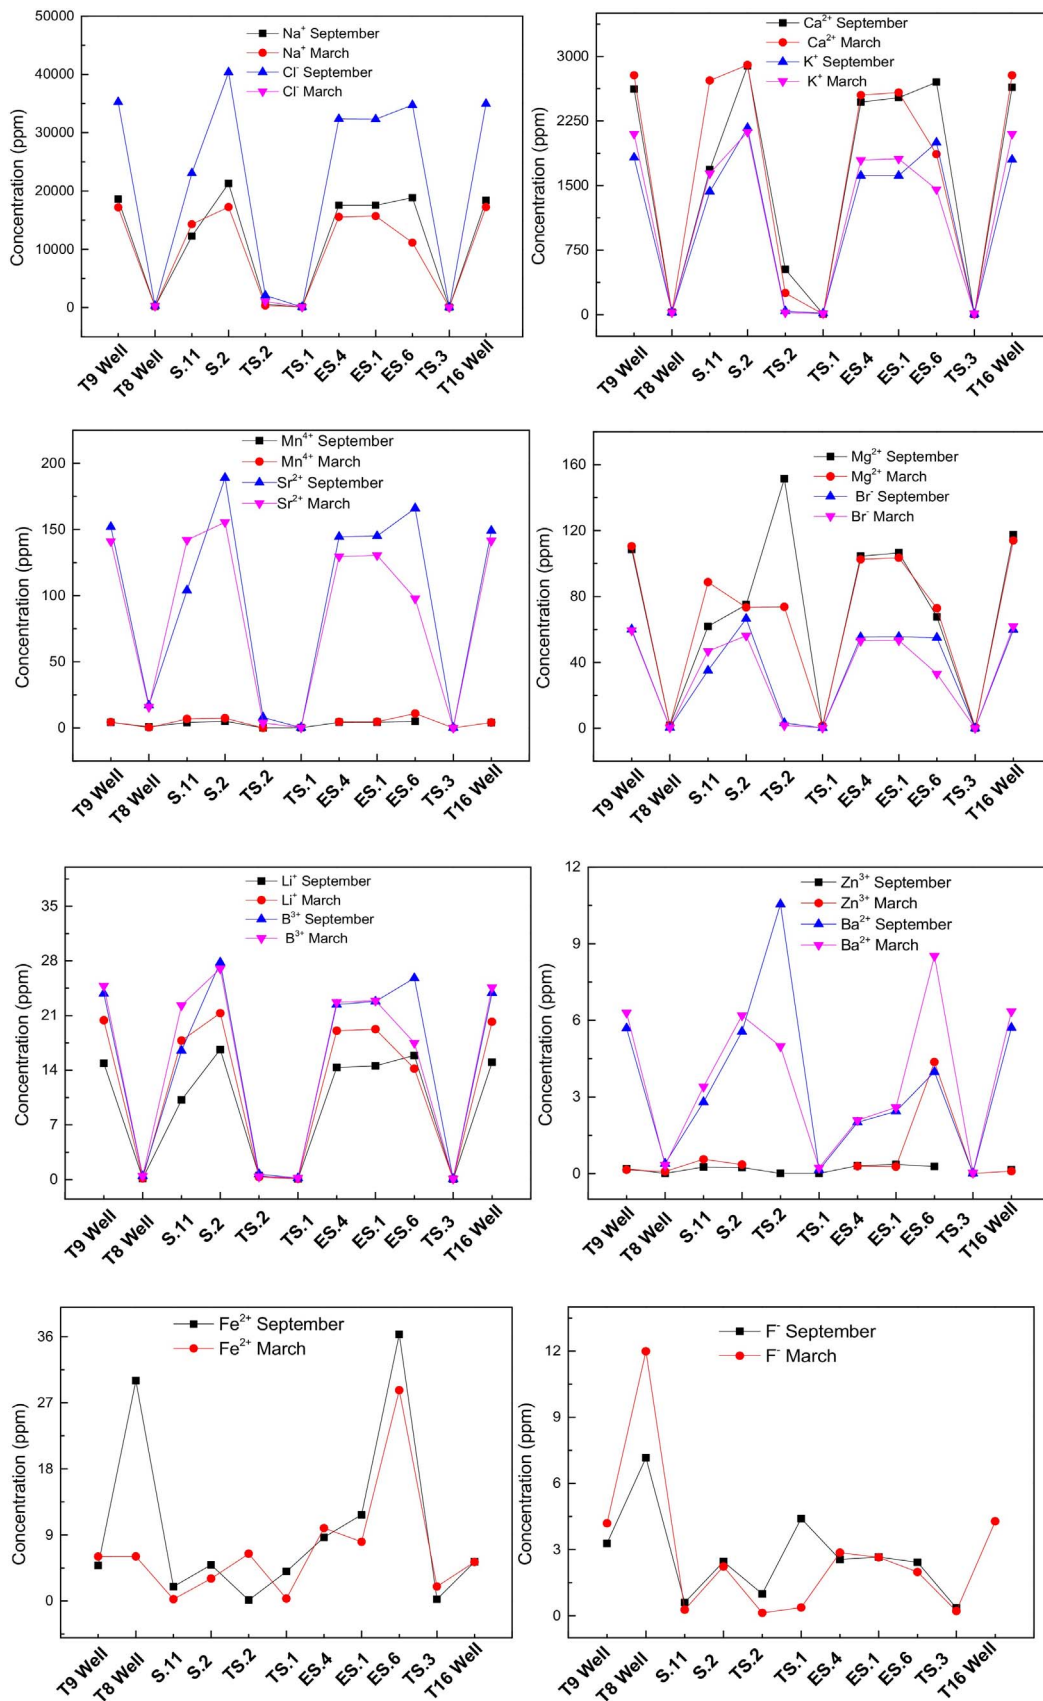 Concentration (ppm)
50000
40000
30000
20000
10000
0
Na⁺ September
Na⁺ March
Cl⁻ September
Cl⁻ March
T9 Well T8 Well S.11 S.2 TS.2 TS.1 ES.4 ES.1 ES.6 TS.3 T16 Well
Concentration (ppm)
3000
2250
1500
750
0
Ca²⁺ September
Ca²⁺ March
K⁺ September
K⁺ March
T9 Well T8 Well S.11 S.2 TS.2 TS.1 ES.4 ES.1 ES.6 TS.3 T16 Well
Concentration (ppm)
200
150
100
50
0
Mn⁴⁺ September
Mn⁴⁺ March
Sr²⁺ September
Sr²⁺ March
T9 Well T8 Well S.11 S.2 TS.2 TS.1 ES.4 ES.1 ES.6 TS.3 T16 Well
Concentration (ppm)
160
120
80
40
0
Mg²⁺ September
Mg²⁺ March
Br⁻ September
Br⁻ March
T9 Well T8 Well S.11 S.2 TS.2 TS.1 ES.4 ES.1 ES.6 TS.3 T16 Well
Concentration (ppm)
35
28
21
14
7
0
Li⁺ September
Li⁺ March
B³⁺ September
B³⁺ March
T9 Well T8 Well S.11 S.2 TS.2 TS.1 ES.4 ES.1 ES.6 TS.3 T16 Well
Concentration (ppm)
12
9
6
3
0
Zn³⁺ September
Zn³⁺ March
Ba²⁺ September
Ba²⁺ March
T9 Well T8 Well S.11 S.2 TS.2 TS.1 ES.4 ES.1 ES.6 TS.3 T16 Well
Concentration (ppm)
36
27
18
9
0
Fe²⁺ September
Fe²⁺ March
T9 Well T8 Well S.11 S.2 TS.2 TS.1 ES.4 ES.1 ES.6 TS.3 T16 Well
Concentration (ppm)
12
9
6
3
0
F⁻ September
F⁻ March
T9 Well T8 Well S.11 S.2 TS.2 TS.1 ES.4 ES.1 ES.6 TS.3 T16 Well